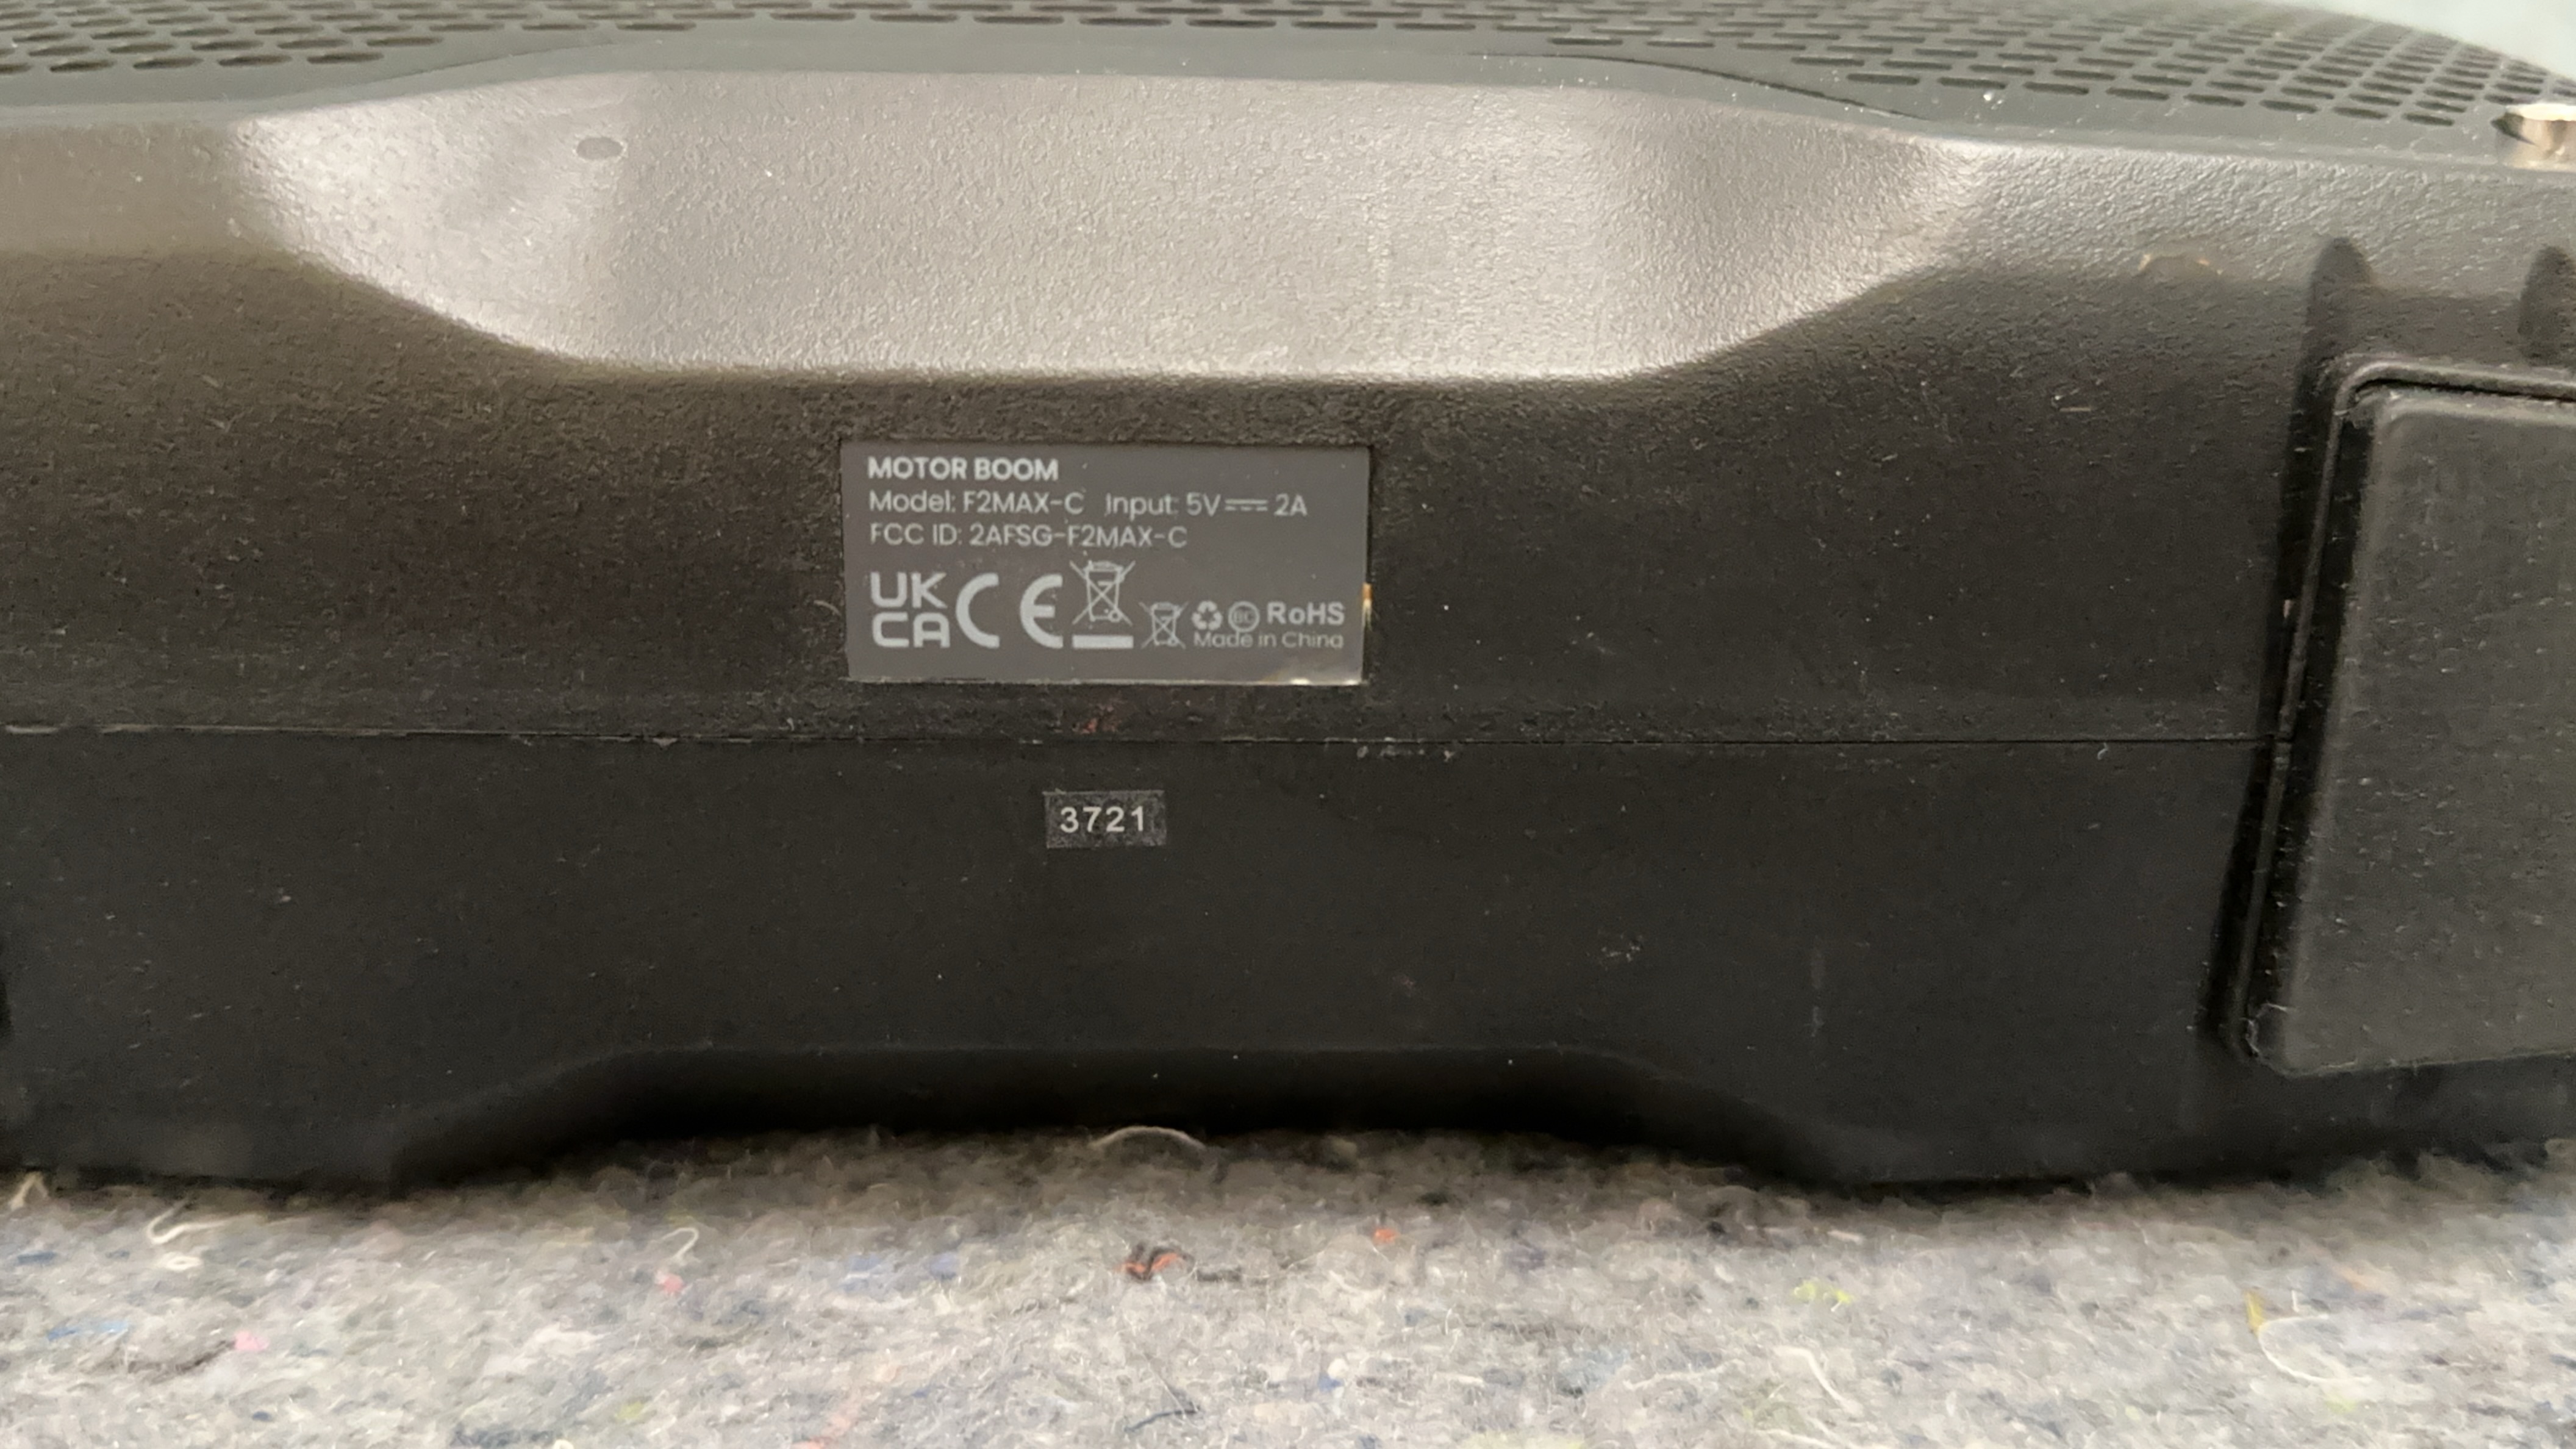 MOTOR BOOM
Model: F2MAX-C Input: 5V⎓2A
FCC ID: 2AFSG-F2MAX-C
UK
CA CE
BC RoHS
Made in China
3721